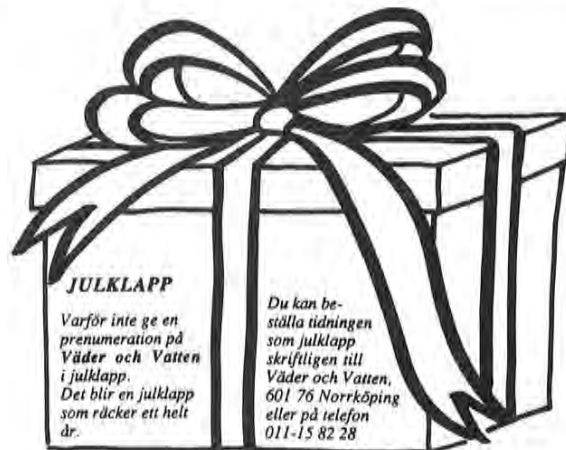 JULKLAPP
Varför inte ge en
prenumeration på
Väder och Vatten
i julklapp.
Det blir en julklapp
som räcker ett helt
år.
Du kan be-
ställa tidningen
som julklapp
skriftligen till
Väder och Vatten,
601 76 Norrköping
eller på telefon
011-15 82 28